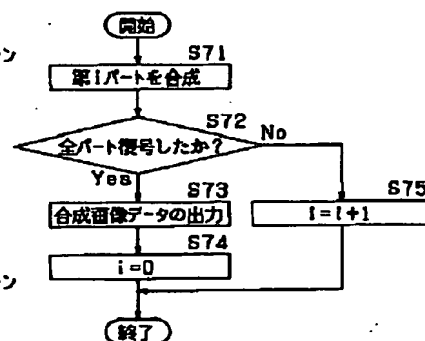 開始
ン
S71
第iパートを合成
S72
全パート復号したか?
No
Yes
S73
S75
合成画像データの出力
i=i+1
S74
i=0
ン
終了